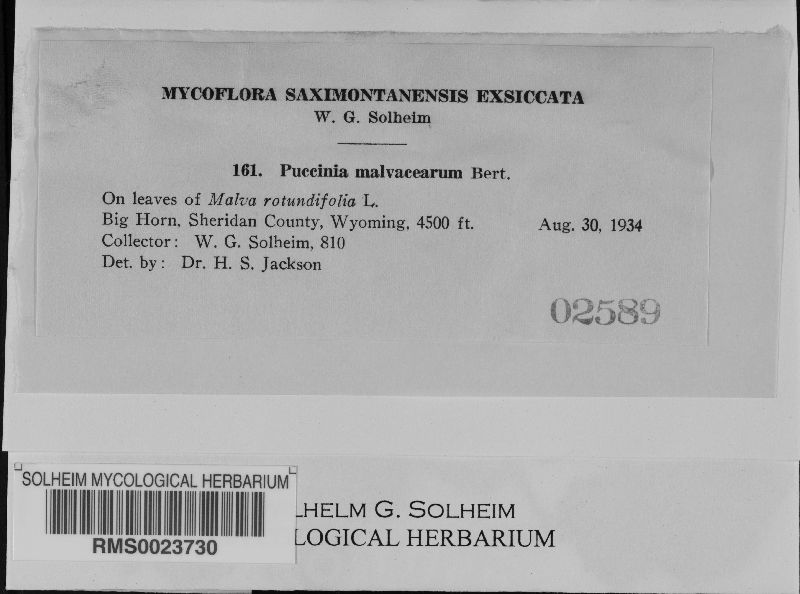 MYCOFLORA SAXIMONTANENSIS EXSICCATA
W. G. Solheim
161. Puccinia malvacearum Bert.
On leaves of Malva rotundifolia L.
Big Horn, Sheridan County, Wyoming, 4500 ft. Aug. 30, 1934
Collector: W. G. Solheim, 810
Det. by: Dr. H. S. Jackson
02589
SOLHEIM MYCOLOGICAL HERBARIUM
RMS0023730
LHELM G. SOLHEIM
LOGICAL HERBARIUM